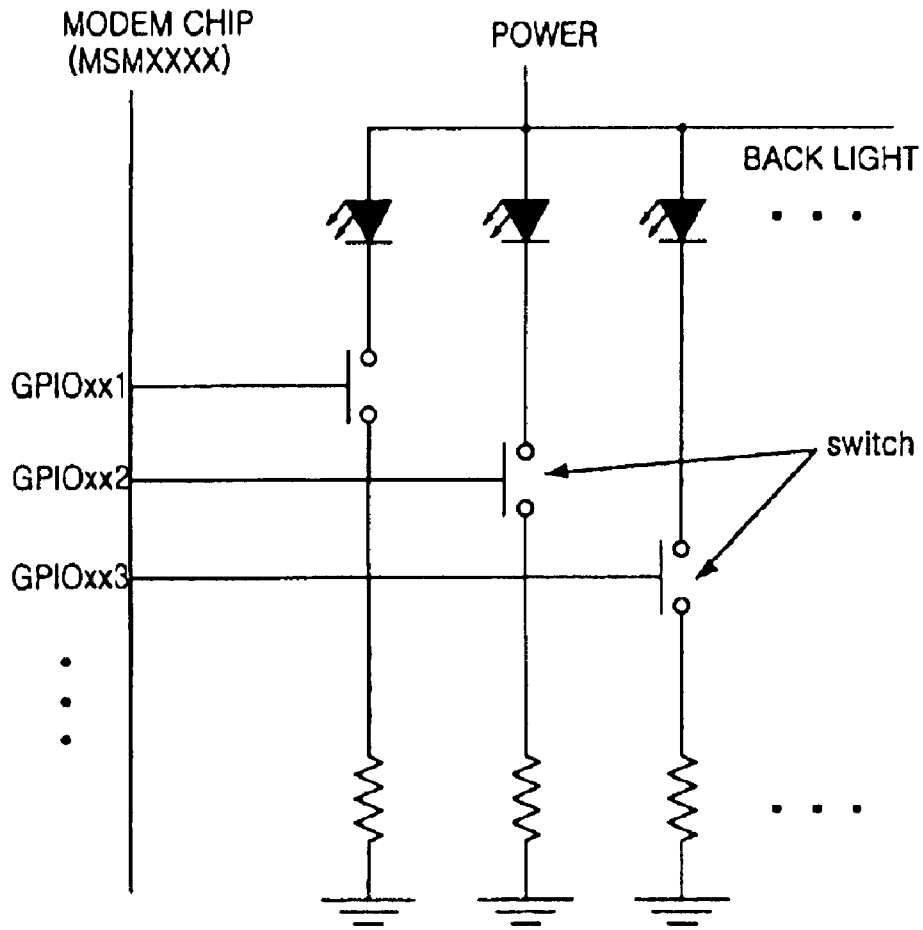 MODEM CHIP
(MSMXXXX)
POWER
BACK LIGHT
GPIOxx1
GPIOxx2
switch
GPIOxx3